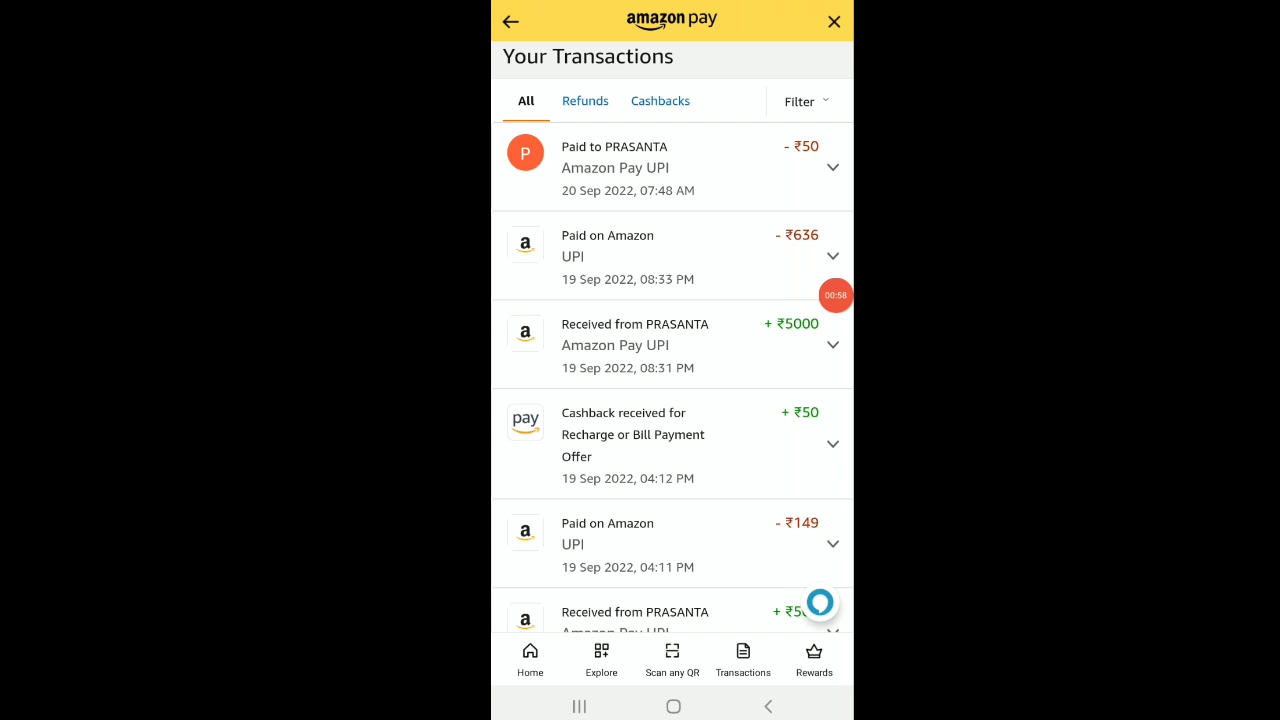 amazon pay
Your Transactions
All Refunds Cashbacks Filter
P
Paid to PRASANTA - ₹50
Amazon Pay UPI
20 Sep 2022, 07:48 AM
a
Paid on Amazon - ₹636
UPI
19 Sep 2022, 08:33 PM
00:58
a
Received from PRASANTA + ₹5000
Amazon Pay UPI
19 Sep 2022, 08:31 PM
pay
Cashback received for + ₹50
Recharge or Bill Payment
Offer
19 Sep 2022, 04:12 PM
a
Paid on Amazon - ₹149
UPI
19 Sep 2022, 04:11 PM
a
Received from PRASANTA
Amazon Pay UPI
Home Explore Scan any QR Transactions Rewards